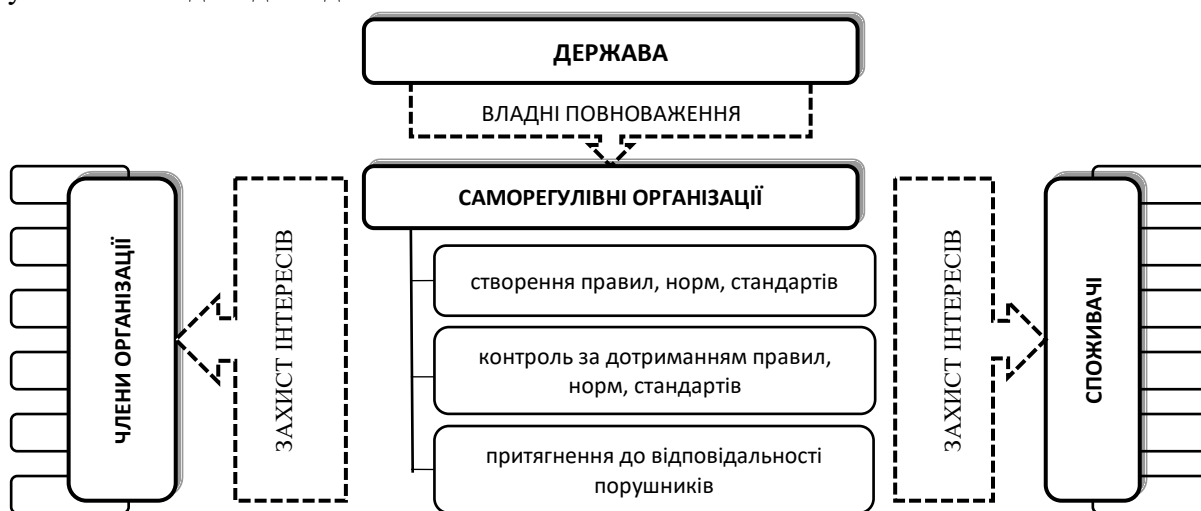 ДЕРЖАВА
ВЛАДНІ ПОВНОВАЖЕННЯ
САМОРЕГУЛІВНІ ОРГАНІЗАЦІЇ
ЧЛЕНИ ОРГАНІЗАЦІЇ
ЗАХИСТ ІНТЕРЕСІВ
створення правил, норм, стандартів
контроль за дотриманням правил,
норм, стандартів
притягнення до відповідальності
порушників
ЗАХИСТ ІНТЕРЕСІВ
СПОЖИВАЧІ